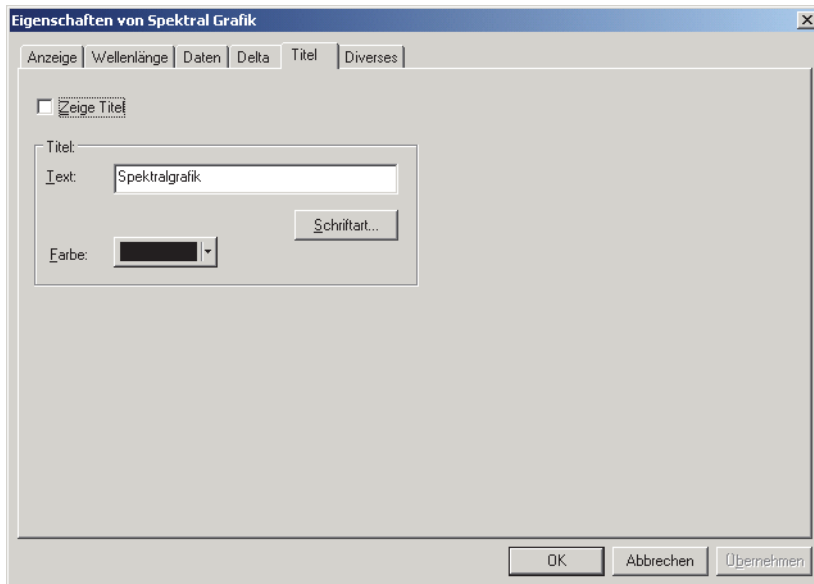 Eigenschaften von Spektral Grafik
Anzeige Wellenlänge Daten Delta Titel Diverses
Zeige Titel
Titel:
Text: Spektralgrafik
Schriftart...
Farbe:
OK Abbrechen Übernehmen